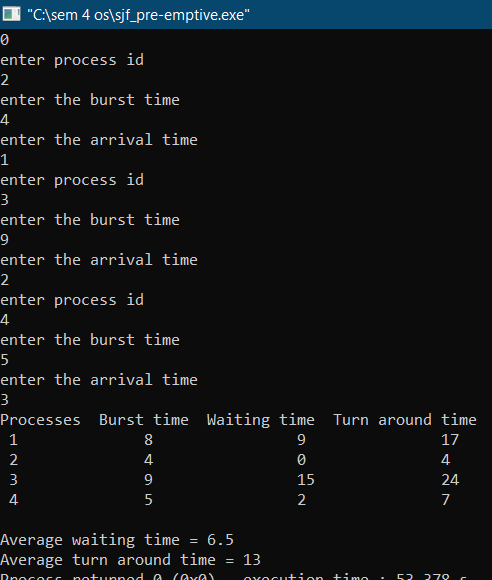 "C:\sem 4 os\sjf_pre-emptive.exe"
0
enter process id
2
enter the burst time
4
enter the arrival time
1
enter process id
3
enter the burst time
9
enter the arrival time
2
enter process id
4
enter the burst time
5
enter the arrival time
3
Processes  Burst time  Waiting time  Turn around time
1 8 9 17
2 4 0 4
3 9 15 24
4 5 2 7
Average waiting time = 6.5
Average turn around time = 13
Process returned 0 (0x0)   execution time : 53.378 s